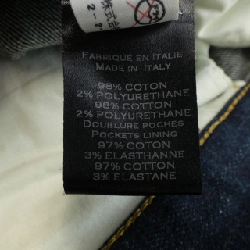 FABRIQUE EN ITALIE
MADE IN ITALY
98% COTON
2% POLYURETHANE
98% COTTON
2% POLYURETHANE
DOUBLURE POCHES
POCKETS LINING
97% COTON
3% ELASTHANNE
97% COTTON
3% ELASTANE